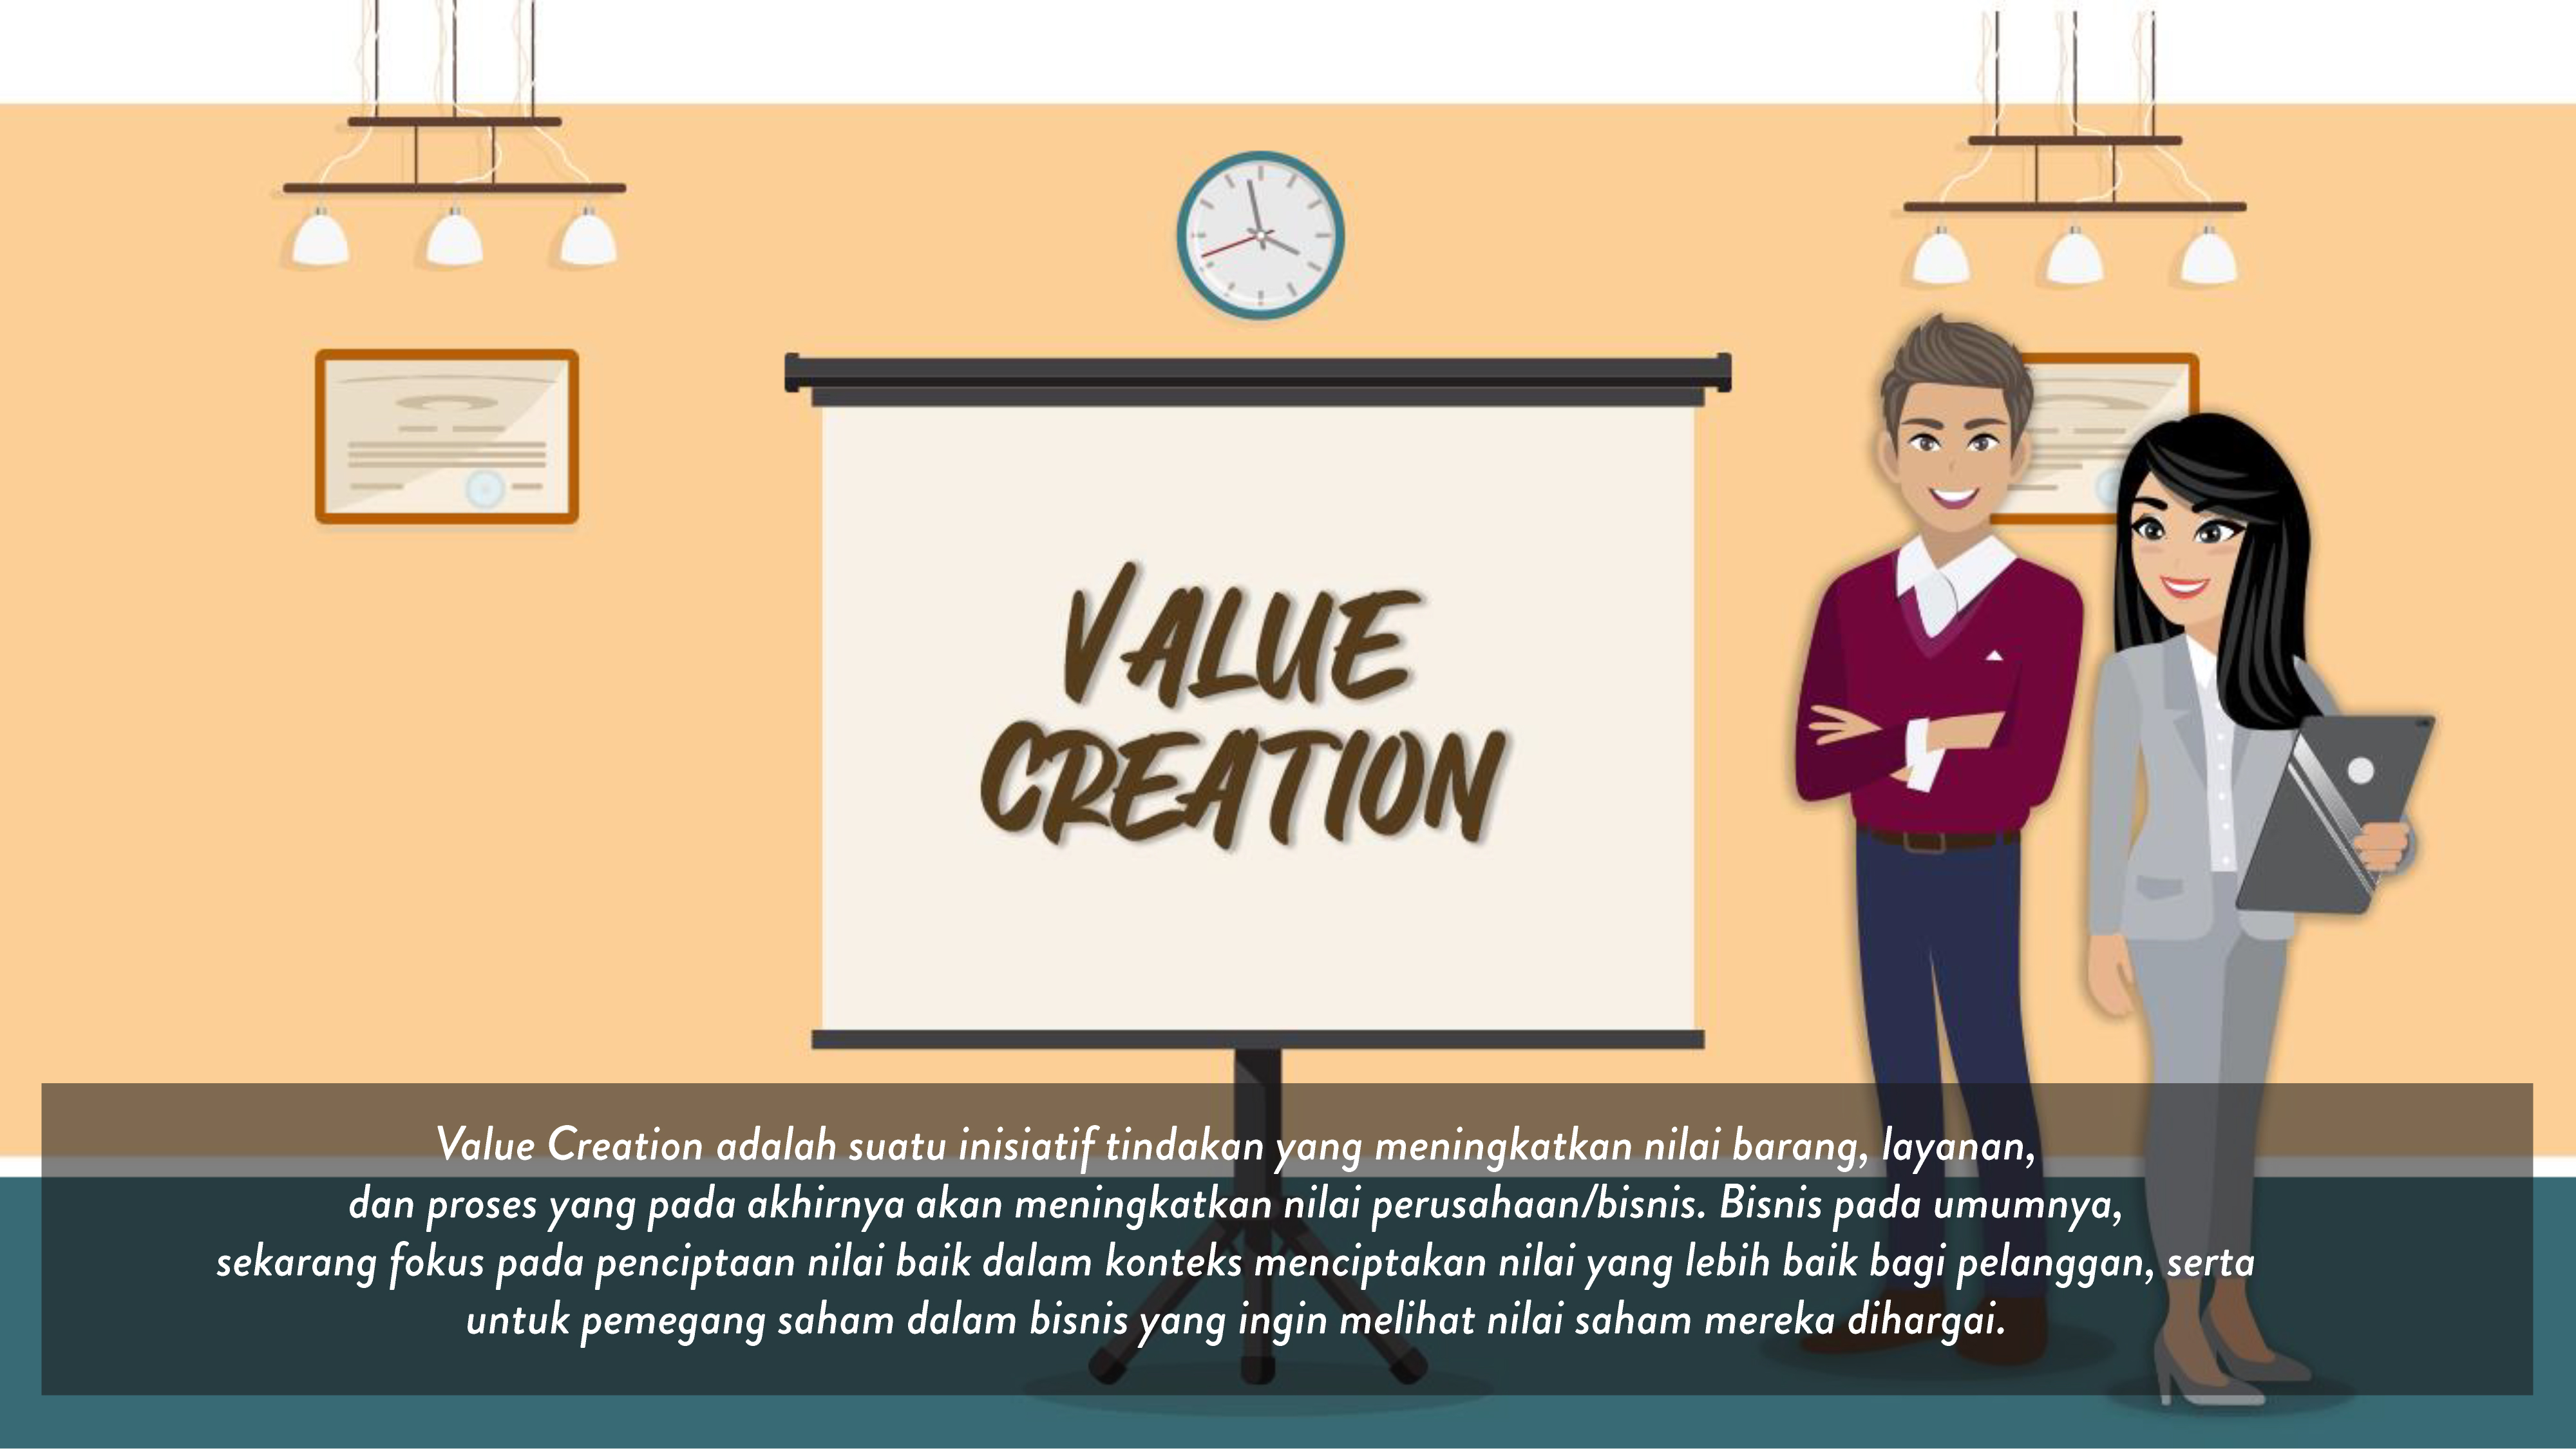 VALUE
CREATION
Value Creation adalah suatu inisiatif tindakan yang meningkatkan nilai barang, layanan,
dan proses yang pada akhirnya akan meningkatkan nilai perusahaan/bisnis. Bisnis pada umumnya,
sekarang fokus pada penciptaan nilai baik dalam konteks menciptakan nilai yang lebih baik bagi pelanggan, serta
untuk pemegang saham dalam bisnis yang ingin melihat nilai saham mereka dihargai.